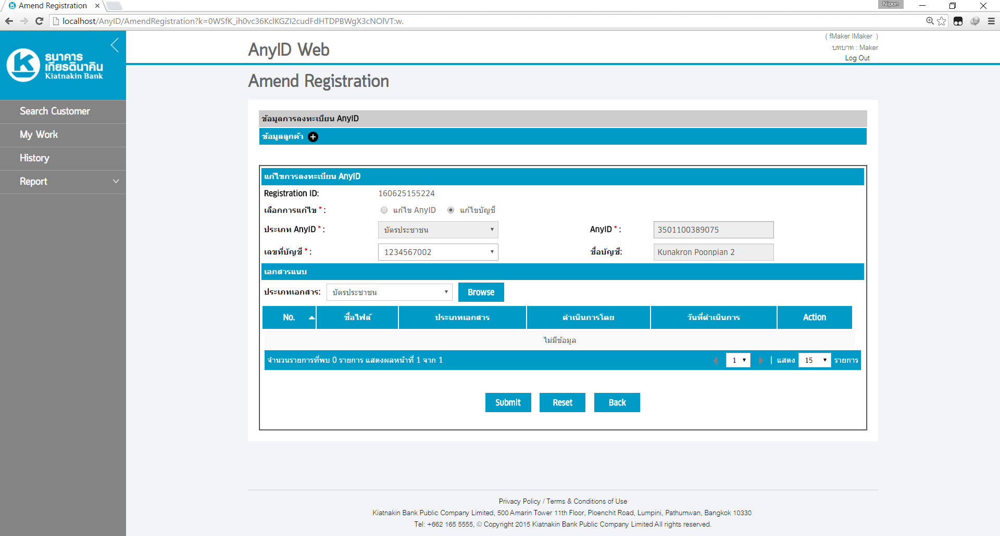 Amend Registration
Nipon
localhost/AnyID/AmendRegistration?k=0WSfK_ih0vc36KclKGZI2cudFdHTDPBWgX3cNOlVT:w.
ธนาคาร
เกียรตินาคิน
Kiatnakin Bank
Search Customer
My Work
History
Report
AnyID Web
( fMaker lMaker )
บทบาท : Maker
Log Out
Amend Registration
ข้อมูลการลงทะเบียน AnyID
ข้อมูลลูกค้า
แก้ไขการลงทะเบียน AnyID
Registration ID: 160625155224
เลือกการแก้ไข * : แก้ไข AnyID แก้ไขบัญชี
ประเภท AnyID * : บัตรประชาชน AnyID * : 3501100389075
เลขที่บัญชี * : 1234567002 ชื่อบัญชี: Kunakron Poonpian 2
เอกสารแนบ
ประเภทเอกสาร: บัตรประชาชน Browse
No. ชื่อไฟล์ ประเภทเอกสาร ดำเนินการโดย วันที่ดำเนินการ Action
ไม่มีข้อมูล
จำนวนรายการที่พบ 0 รายการ แสดงผลหน้าที่ 1 จาก 1 1 | แสดง 15 รายการ
Submit Reset Back
Privacy Policy / Terms & Conditions of Use
Kiatnakin Bank Public Company Limited, 500 Amarin Tower 11th Floor, Ploenchit Road, Lumpini, Pathumwan, Bangkok 10330
Tel: +662 165 5555, © Copyright 2015 Kiatnakin Bank Public Company Limited All rights reserved.